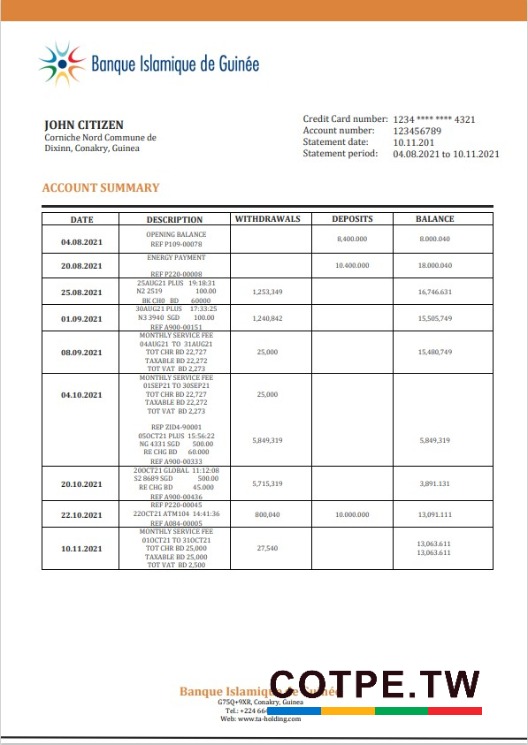 Banque Islamique de Guinée
JOHN CITIZEN
Corniche Nord Commune de
Dixinn, Conakry, Guinea
Credit Card number: 1234 **** **** 4321
Account number: 123456789
Statement date: 10.11.201
Statement period: 04.08.2021 to 10.11.2021
ACCOUNT SUMMARY
DATE DESCRIPTION WITHDRAWALS DEPOSITS BALANCE
04.08.2021 OPENING BALANCE 8,400.000 8.000.040
REF P109-00078
20.08.2021 ENERGY PAYMENT 10.400.000 18.000.040
REF P220-00008
25.08.2021 25AUG21 PLUS 19:18:31 1,253,349 16,746.631
N2 2519 100.00
BK CHG BD 60000
01.09.2021 30AUG21 PLUS 17:33:25 1,240,842 15,505,749
N3 3940 SGD 100.00
REF A900-00151
08.09.2021 MONTHLY SERVICE FEE 25,000 15,480,749
04AUG21 TO 31AUG21
TOT CHR BD 22,727
TAXABLE BD 22,272
TOT VAT BD 2,273
04.10.2021 MONTHLY SERVICE FEE 25,000
01SEP21 TO 30SEP21
TOT CHR BD 22,727
TAXABLE BD 22,272
TOT VAT BD 2,273
REP ZID4-90001
05OCT21 PLUS 15:56:22 5,849,319 5,849,319
NG 4331 SGD 500.00
RE CHG BD 60:000
REF A900-00333
20.10.2021 20OCT21 GLOBAL 11:12:08 5,715,319 3,891.131
S2 8689 SGD 500.00
RE CHG BD 45.000
REF A900-00436
22.10.2021 REF P220-00045 800,040 10.000.000 13,091.111
22OCT21 ATM104 14:41:36
REF A084-00005
10.11.2021 MONTHLY SERVICE FEE 27,540 13,063.611
01OCT21 TO 31OCT21 13,063.611
TOT CHR BD 25,000
TAXABLE BD 25,000
TOT VAT BD 2,500
Banque Islamique de Guinée
G75Q+9XR, Conakry, Guinea
Tel.: +224 66
Web: www.ta-holding.com
COTPE.TW